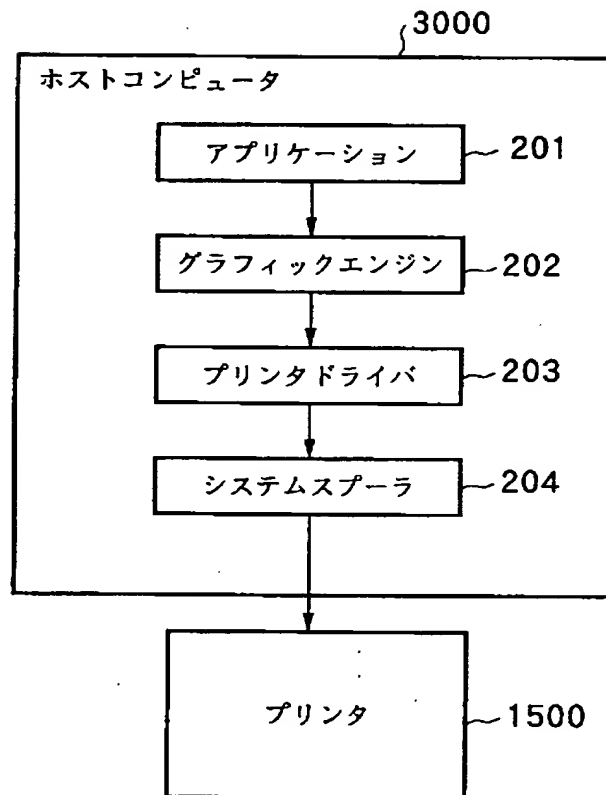 3000
ホストコンピュータ
アプリケーション 201
グラフィックエンジン 202
プリンタドライバ 203
システムスプーラ 204
プリンタ 1500